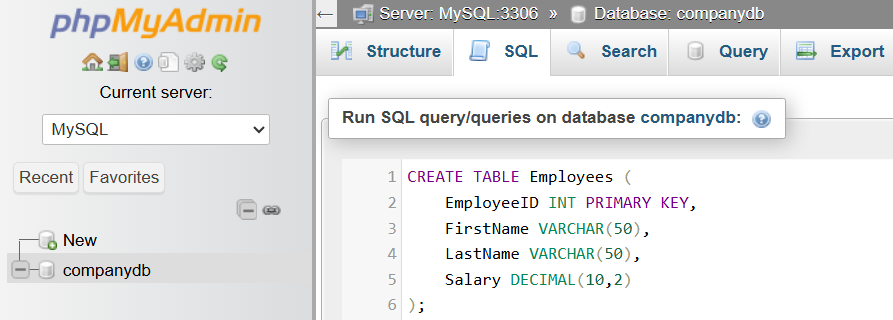 phpMyAdmin
Current server:
MySQL
Recent Favorites
New
companydb
Server: MySQL:3306 » Database: companydb
Structure SQL Search Query Export
Run SQL query/queries on database companydb:
1 CREATE TABLE Employees (
2     EmployeeID INT PRIMARY KEY,
3     FirstName VARCHAR(50),
4     LastName VARCHAR(50),
5     Salary DECIMAL(10,2)
6 );